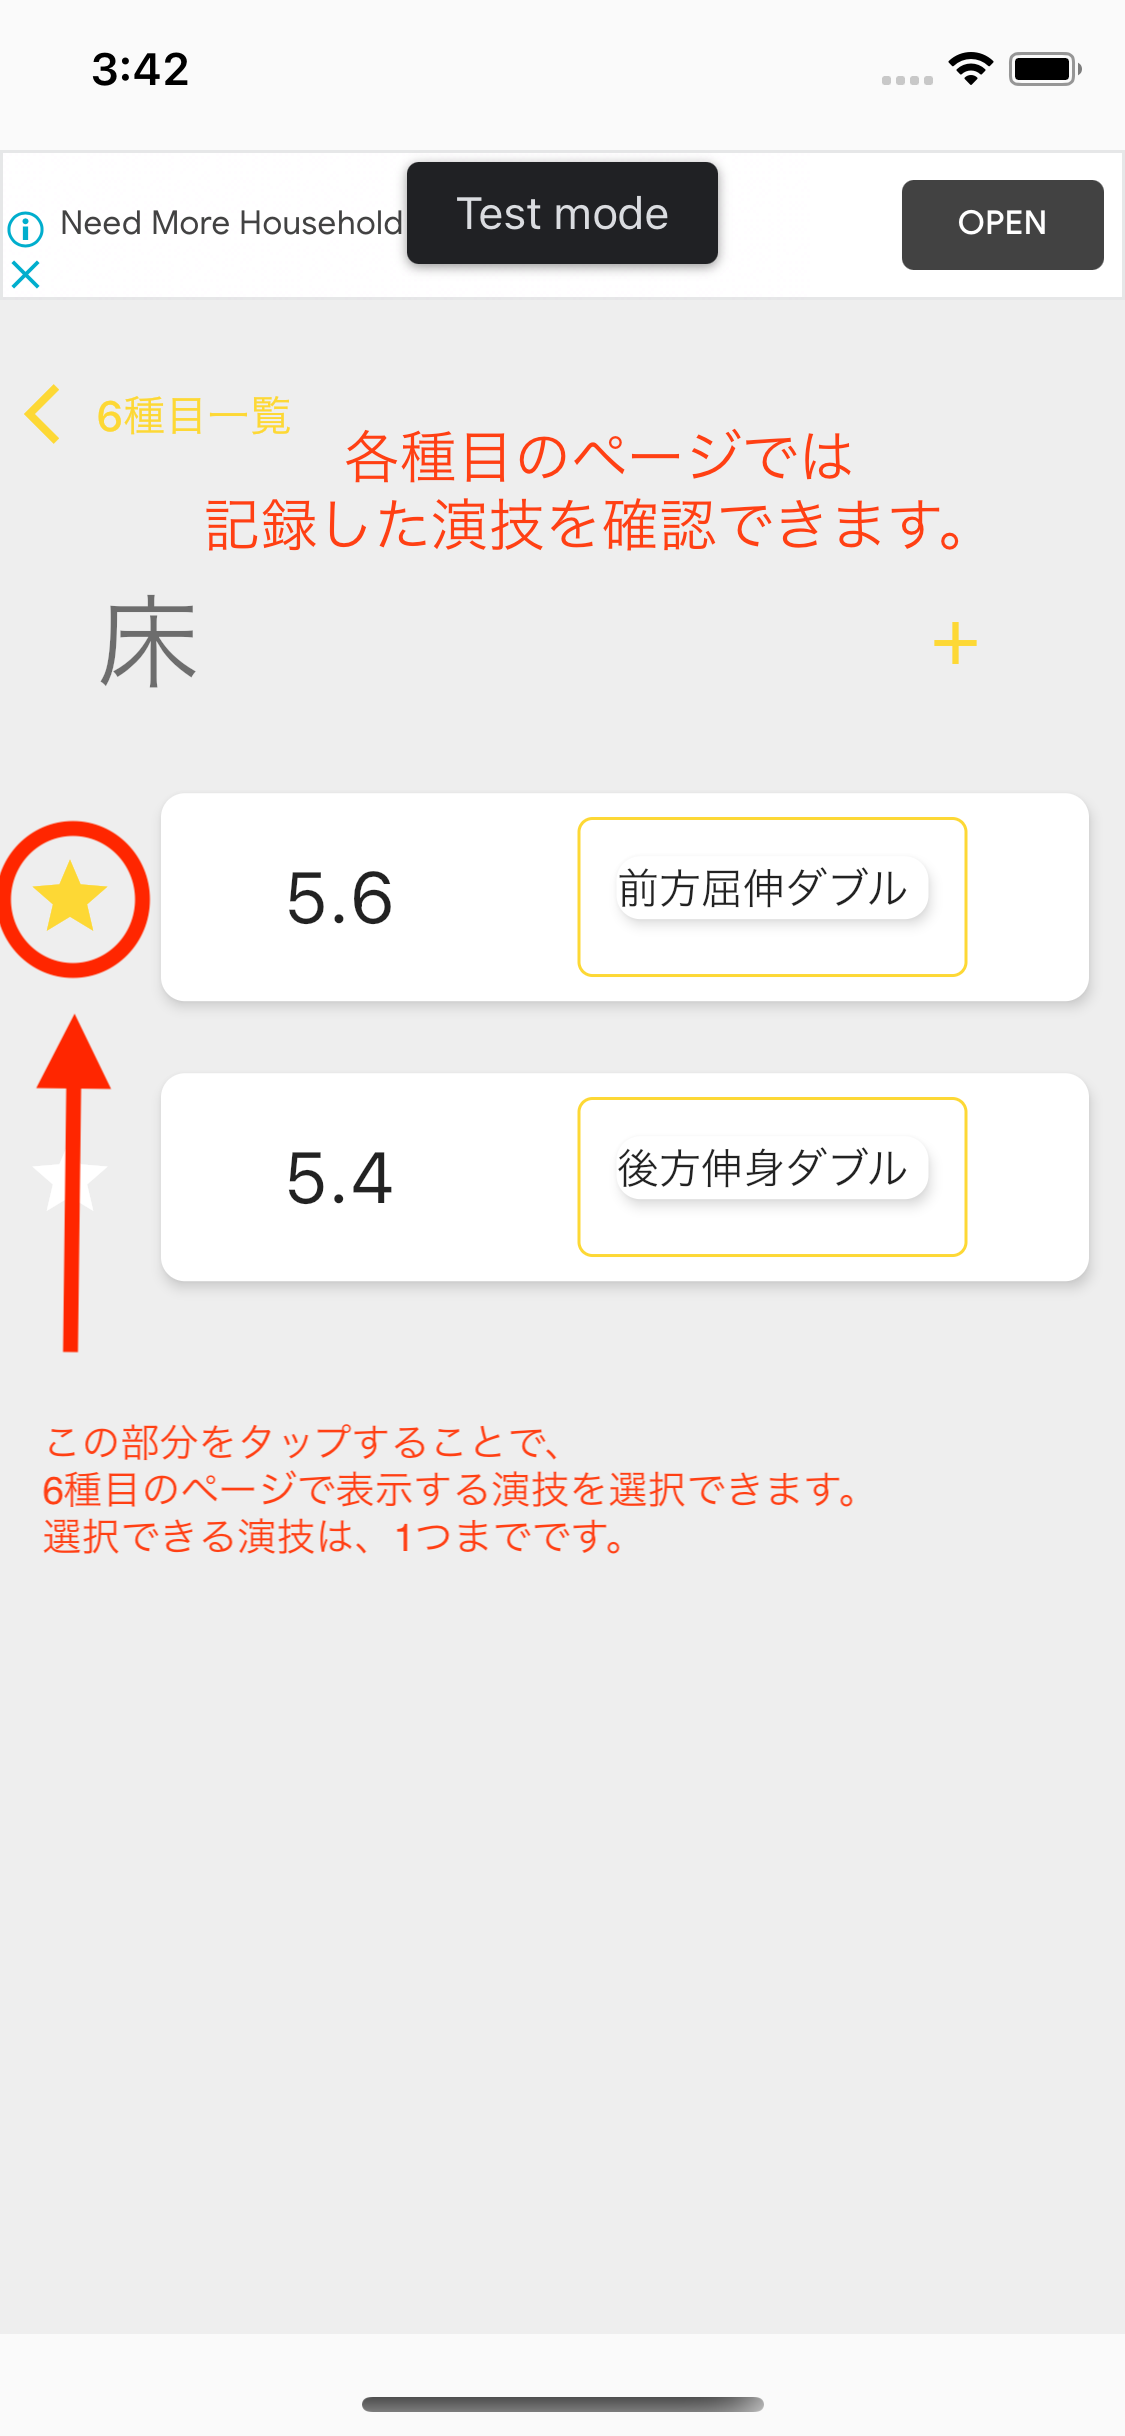 3:42
Need More Household
Test mode
OPEN
6種目一覧
各種目のページでは
記録した演技を確認できます。
床
+
5.6
前方屈伸ダブル
5.4
後方伸身ダブル
この部分をタップすることで、
6種目のページで表示する演技を選択できます。
選択できる演技は、1つまでです。